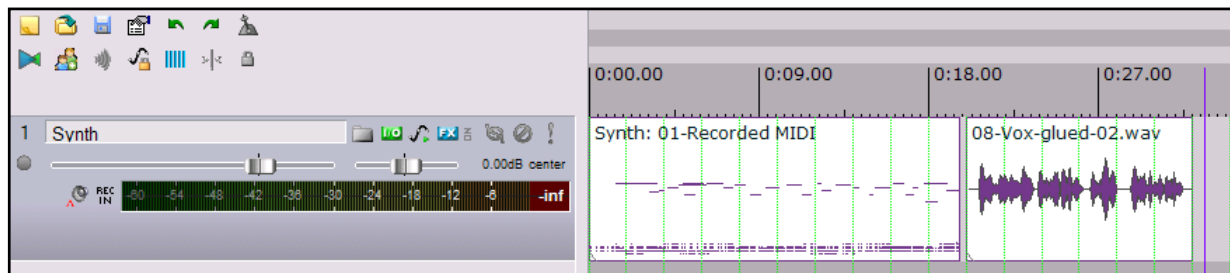 0:00.00 0:09.00 0:18.00 0:27.00
1 Synth I/O FX
0.00dB center
REC IN -60 -54 -48 -42 -36 -30 -24 -18 -12 -6 -inf
Synth: 01-Recorded MIDI
08-Vox-glued-02.wav